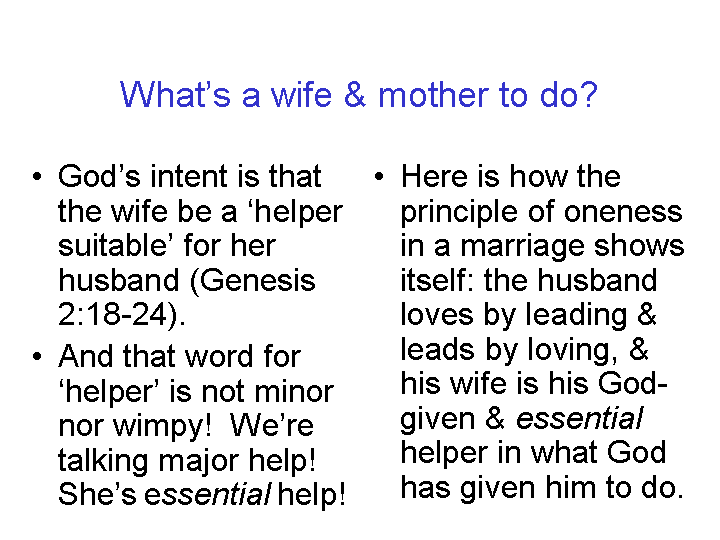 What’s a wife & mother to do?
• God’s intent is that
the wife be a ‘helper
suitable’ for her
husband (Genesis
2:18-24).
• And that word for
‘helper’ is not minor
nor wimpy!  We’re
talking major help!
She’s essential help!
• Here is how the
principle of oneness
in a marriage shows
itself: the husband
loves by leading &
leads by loving, &
his wife is his God-
given & essential
helper in what God
has given him to do.